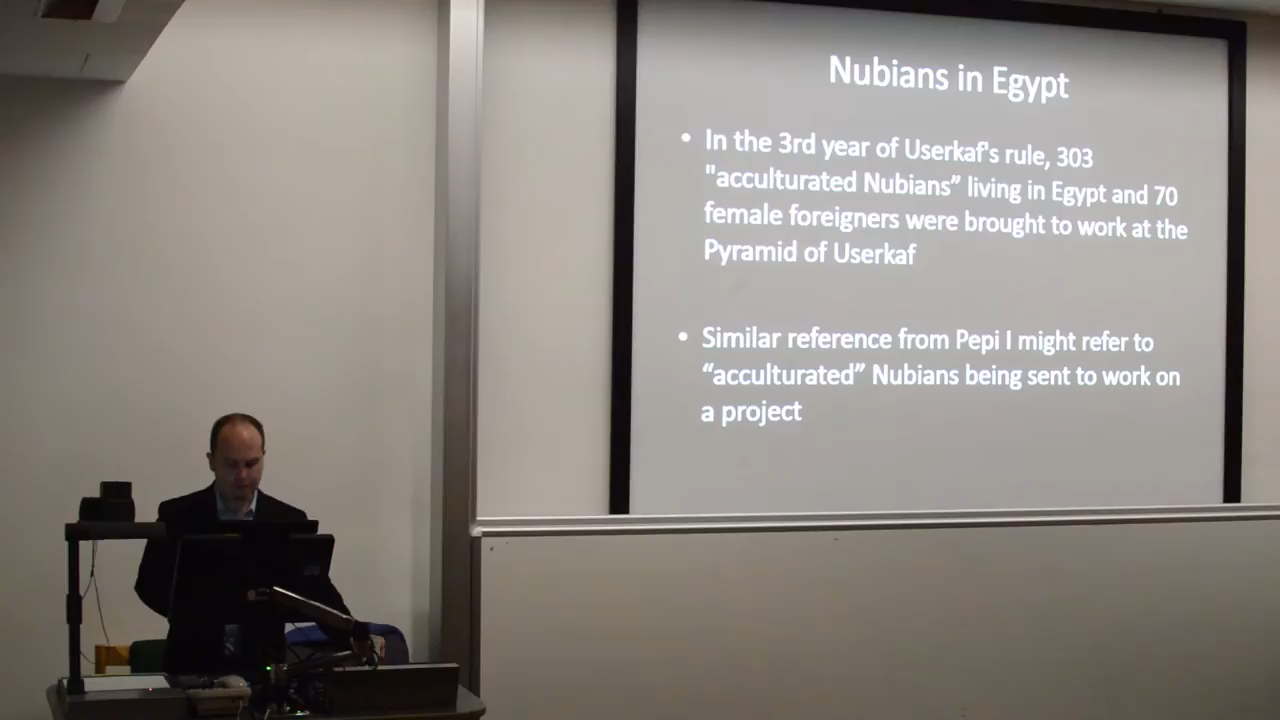 Nubians in Egypt
• In the 3rd year of Userkaf's rule, 303
"acculturated Nubians” living in Egypt and 70
female foreigners were brought to work at the
Pyramid of Userkaf
• Similar reference from Pepi I might refer to
“acculturated” Nubians being sent to work on
a project